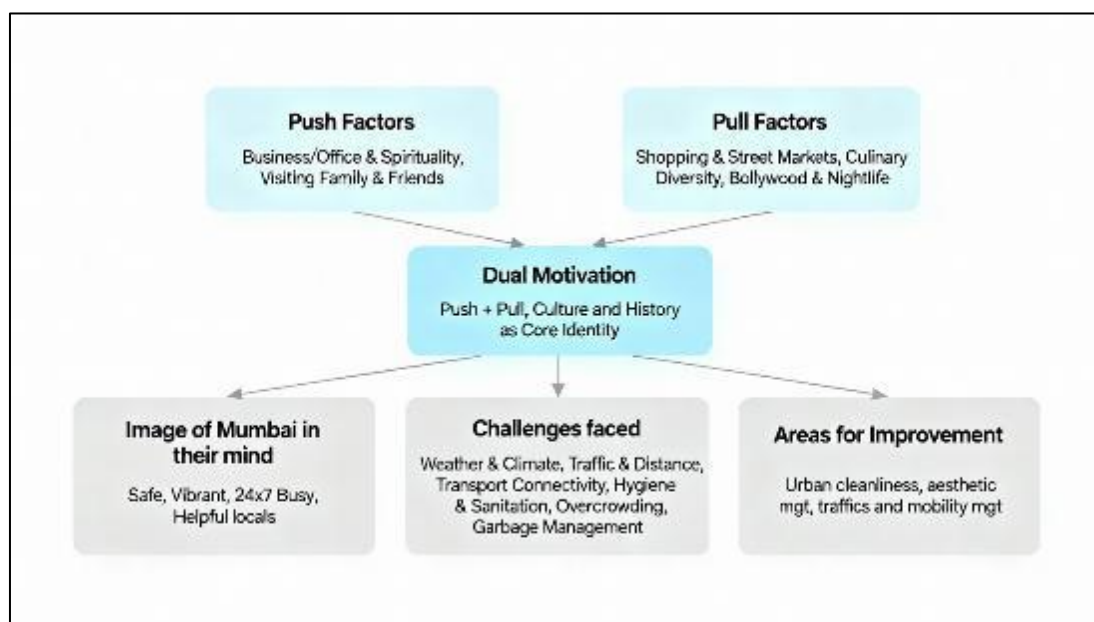 Push Factors
Business/Office & Spirituality,
Visiting Family & Friends
Pull Factors
Shopping & Street Markets, Culinary
Diversity, Bollywood & Nightlife
Dual Motivation
Push + Pull, Culture and History
as Core Identity
Image of Mumbai in
their mind
Safe, Vibrant, 24x7 Busy,
Helpful locals
Challenges faced
Weather & Climate, Traffic & Distance,
Transport Connectivity, Hygiene
& Sanitation, Overcrowding,
Garbage Management
Areas for Improvement
Urban cleanliness, aesthetic
mgt, traffics and mobility mgt